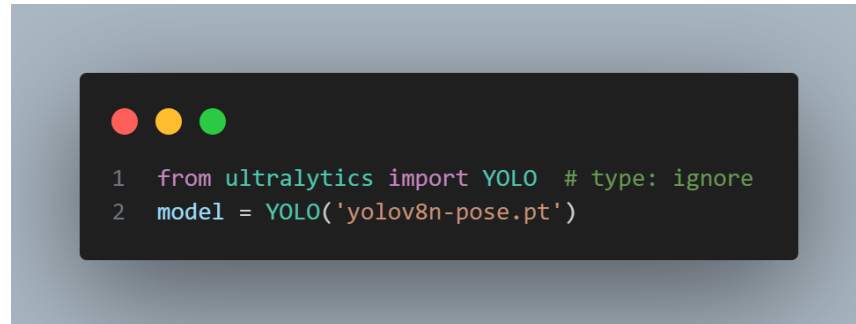 1 from ultralytics import YOLO # type: ignore
2 model = YOLO('yolov8n-pose.pt')